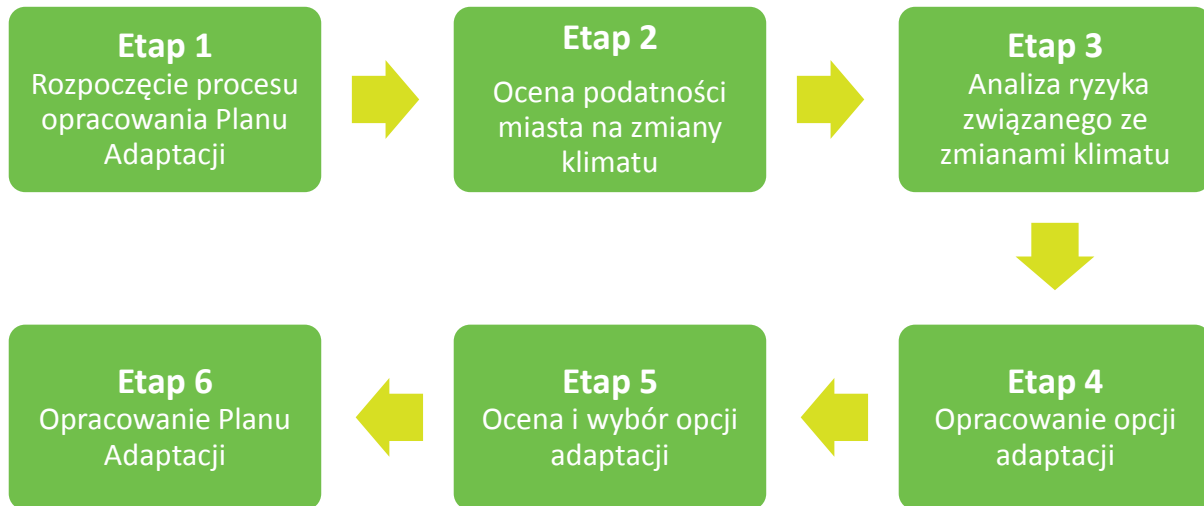 Etap 1
Rozpoczęcie procesu
opracowania Planu
Adaptacji
Etap 2
Ocena podatności
miasta na zmiany
klimatu
Etap 3
Analiza ryzyka
związanego ze
zmianami klimatu
Etap 4
Opracowanie opcji
adaptacji
Etap 5
Ocena i wybór opcji
adaptacji
Etap 6
Opracowanie Planu
Adaptacji